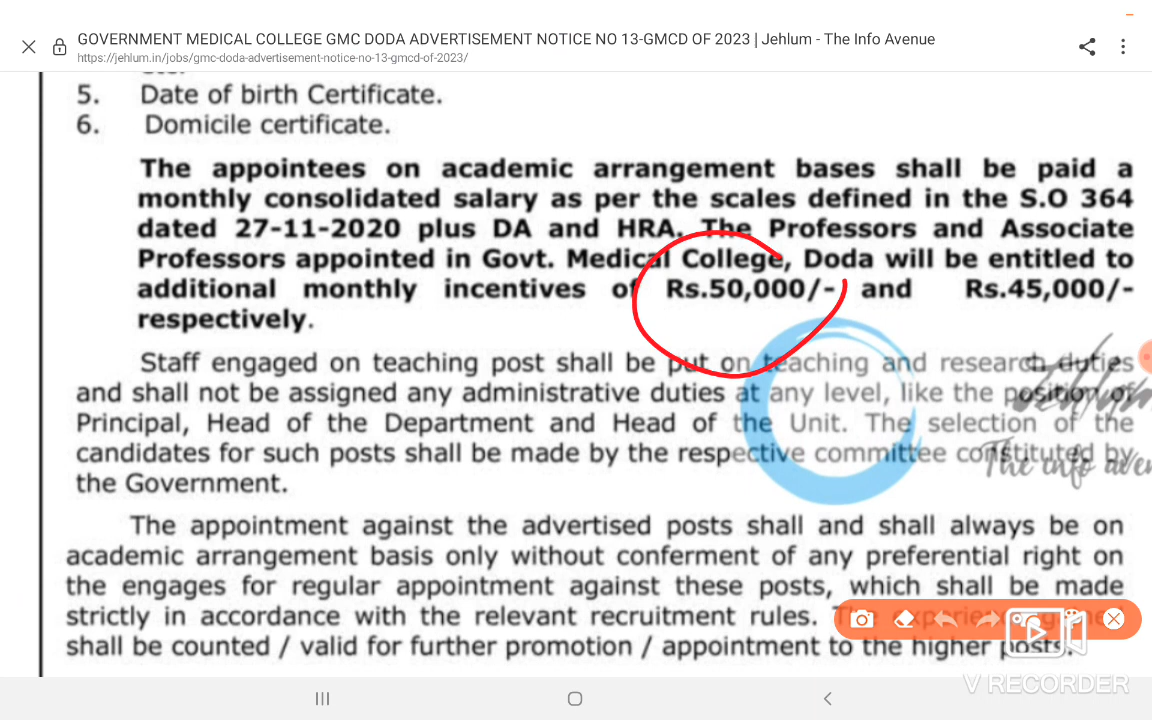 GOVERNMENT MEDICAL COLLEGE GMC DODA ADVERTISEMENT NOTICE NO 13-GMCD OF 2023 | Jehlum - The Info Avenue
https://jehlum.in/jobs/gmc-doda-advertisement-notice-no-13-gmcd-of-2023/
5. Date of birth Certificate.
6. Domicile certificate.
The appointees on academic arrangement bases shall be paid a
monthly consolidated salary as per the scales defined in the S.O 364
dated 27-11-2020 plus DA and HRA. The Professors and Associate
Professors appointed in Govt. Medical College, Doda will be entitled to
additional monthly incentives of Rs.50,000/- and Rs.45,000/-
respectively.
Staff engaged on teaching post shall be put on teaching and research duties
and shall not be assigned any administrative duties at any level, like the position of
Principal, Head of the Department and Head of the Unit. The selection of the
candidates for such posts shall be made by the respective committee constituted by
the Government.
Jehlum
The info aven
The appointment against the advertised posts shall and shall always be on
academic arrangement basis only without conferment of any preferential right on
the engages for regular appointment against these posts, which shall be made
strictly in accordance with the relevant recruitment rules. The
shall be counted / valid for further promotion / appointment to the higher posts.
V RECORDER